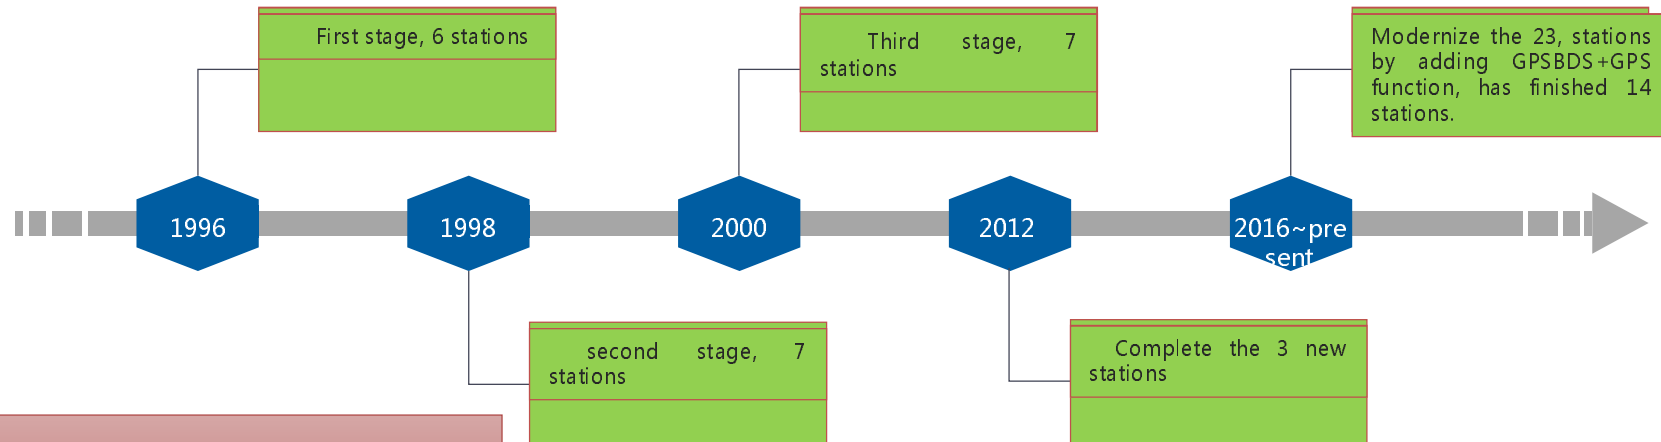 First stage, 6 stations
Third stage, 7
stations
Modernize the 23, stations
by adding GPSBDS+GPS
function, has finished 14
stations.
1996
1998
2000
2012
2016~pre
sent
second stage, 7
stations
Complete the 3 new
stations